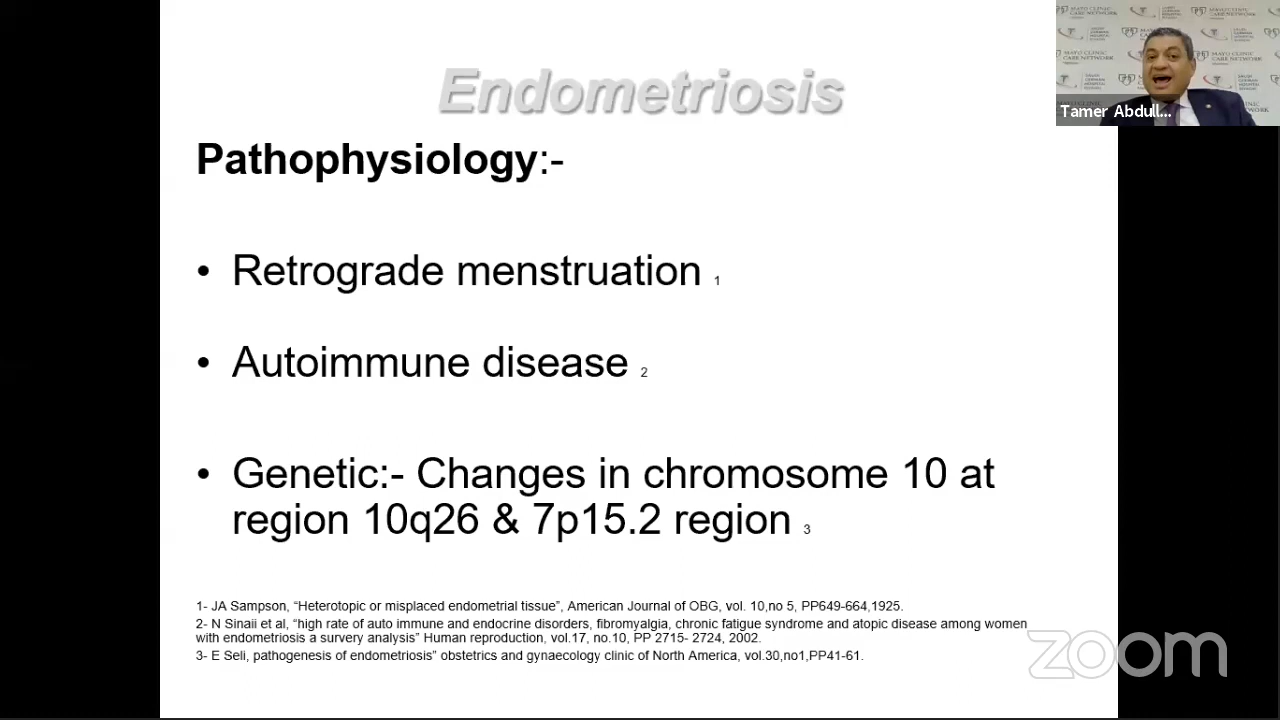 Endometriosis
Pathophysiology:-
• Retrograde menstruation 1
• Autoimmune disease 2
• Genetic:- Changes in chromosome 10 at
region 10q26 & 7p15.2 region 3
1- JA Sampson, “Heterotopic or misplaced endometrial tissue”, American Journal of OBG, vol. 10,no 5, PP649-664,1925.
2- N Sinaii et al, “high rate of auto immune and endocrine disorders, fibromyalgia, chronic fatigue syndrome and atopic disease among women
with endometriosis a survery analysis” Human reproduction, vol.17, no.10, PP 2715- 2724, 2002.
3- E Seli, pathogenesis of endometriosis” obstetrics and gynaecology clinic of North America, vol.30,no1,PP41-61.
Tamer Abdull...
MAYO CLINIC
CARE NETWORK
zoom